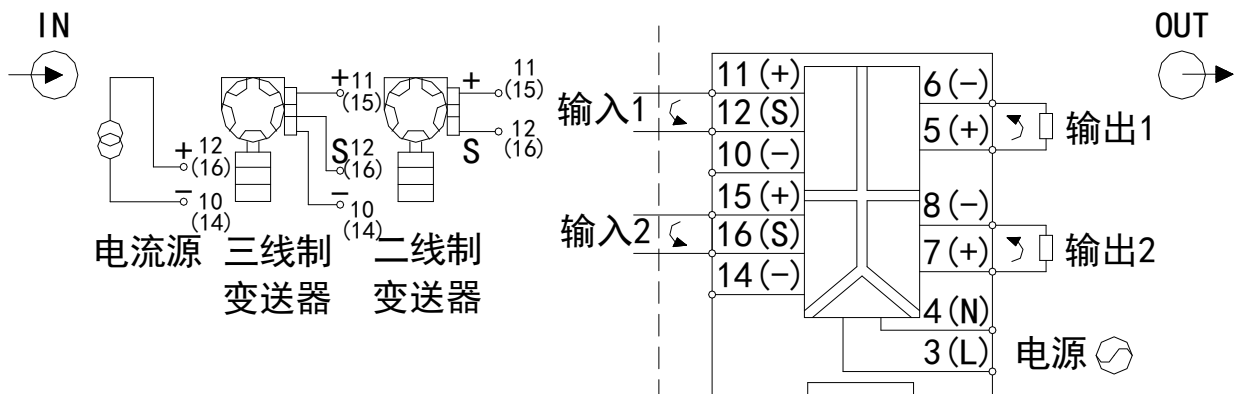 IN
OUT
+ 11
(15)
S 12
(16)
− 10
(14)
+ 11
(15)
S 12
(16)
+ 12
(16)
− 10
(14)
电流源
三线制
变送器
二线制
变送器
输入1
输入2
11(+)
12(S)
10(−)
15(+)
16(S)
14(−)
6(−)
5(+)
8(−)
7(+)
4(N)
3(L)
输出1
输出2
电源